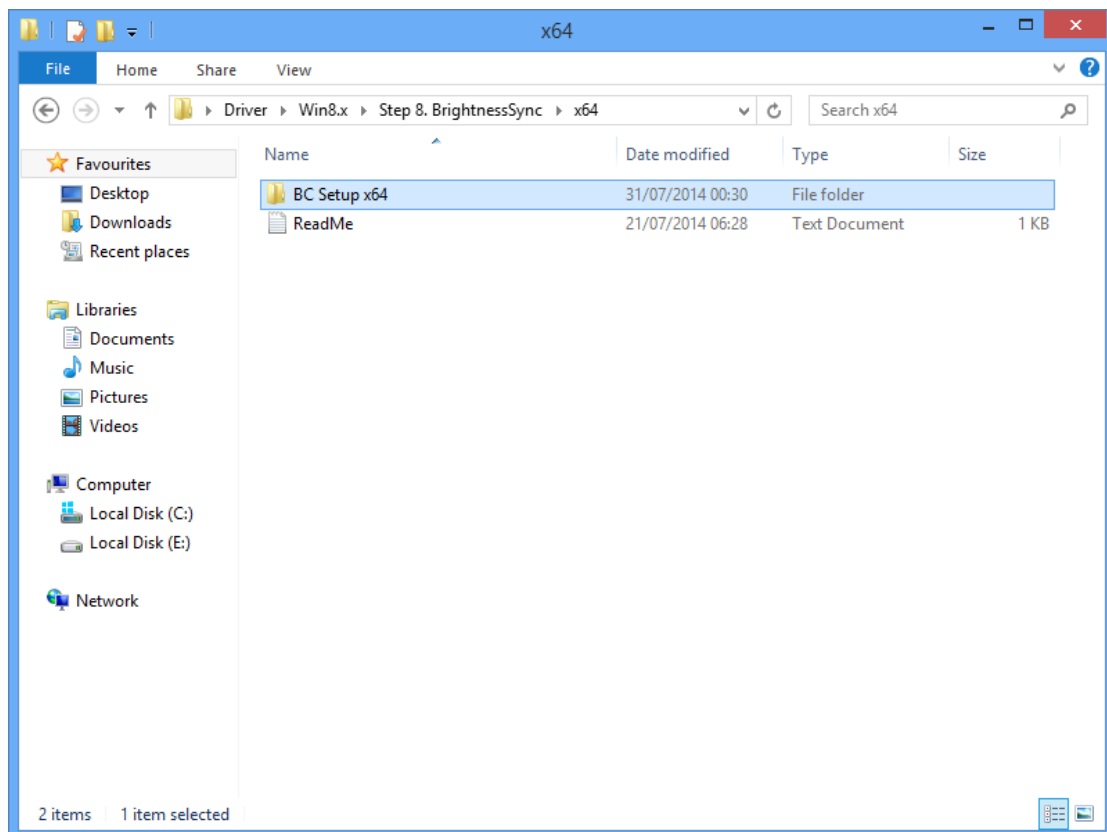 x64
File Home Share View
Driver Win8.x Step 8. BrightnessSync x64 Search x64
Name Date modified Type Size
Favourites
Desktop
Downloads
Recent places
Libraries
Documents
Music
Pictures
Videos
Computer
Local Disk (C:)
Local Disk (E:)
Network
BC Setup x64 31/07/2014 00:30 File folder
ReadMe 21/07/2014 06:28 Text Document 1 KB
2 items 1 item selected